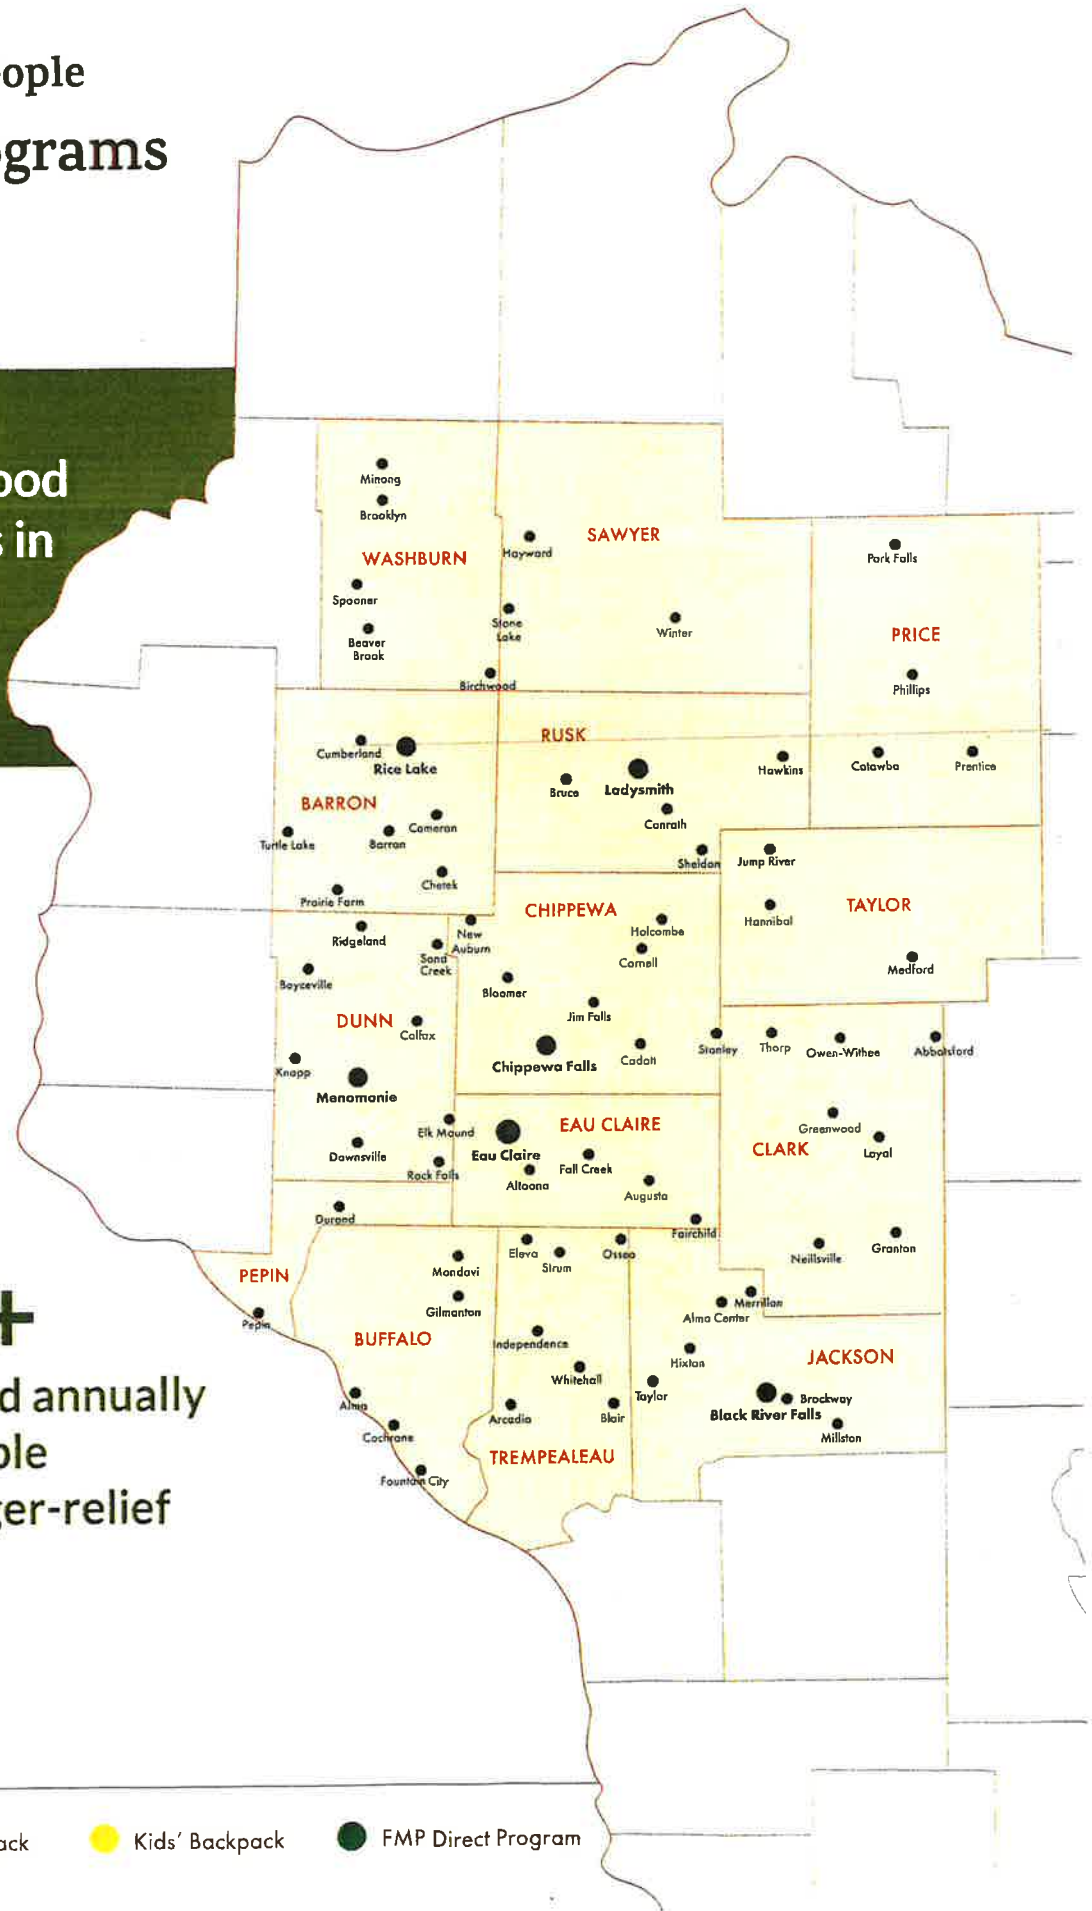 ople
grams
ood
s in
Minong
Brooklyn
WASHBURN
Spooner
Beaver
Brook
Birchwood
SAWYER
Hayward
Stone
Lake
Winter
Park Falls
PRICE
Phillips
Catawba
Prentice
Cumberland
Rice Lake
BARRON
Turtle Lake
Barron
Cameron
Chetek
Prairie Farm
RUSK
Bruce
Ladysmith
Hawkins
Conrath
Sheldon
Jump River
Hannibal
TAYLOR
Medford
CHIPPEWA
New
Auburn
Holcombe
Cornell
Bloomer
Jim Falls
Chippewa Falls
Cadott
Stanley
Ridgeland
Sand
Creek
Boyceville
DUNN
Colfax
Knapp
Menomonie
Elk Mound
Downsville
Rock Falls
EAU CLAIRE
Eau Claire
Fall Creek
Altoona
Augusta
Fairchild
Thorp
Owen-Withee
Abbotsford
Greenwood
CLARK
Loyal
Neillsville
Granton
Durand
PEPIN
Pepin
Mondovi
Gilmanton
BUFFALO
Alma
Cochrane
Fountain City
Eleva
Strum
Osseo
Independence
Whitehall
Arcadia
Blair
TREMPEALEAU
Merrillan
Alma Center
Hixton
JACKSON
Taylor
Brockway
Black River Falls
Millston
+
d annually
ple
ger-relief
ack
Kids' Backpack
FMP Direct Program